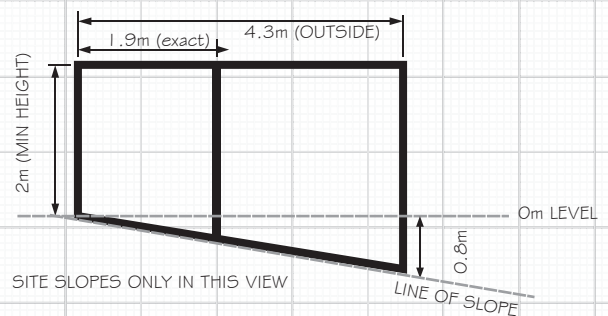 4.3m (OUTSIDE)
1.9m (exact)
2m (MIN HEIGHT)
0m LEVEL
0.8m
SITE SLOPES ONLY IN THIS VIEW
LINE OF SLOPE